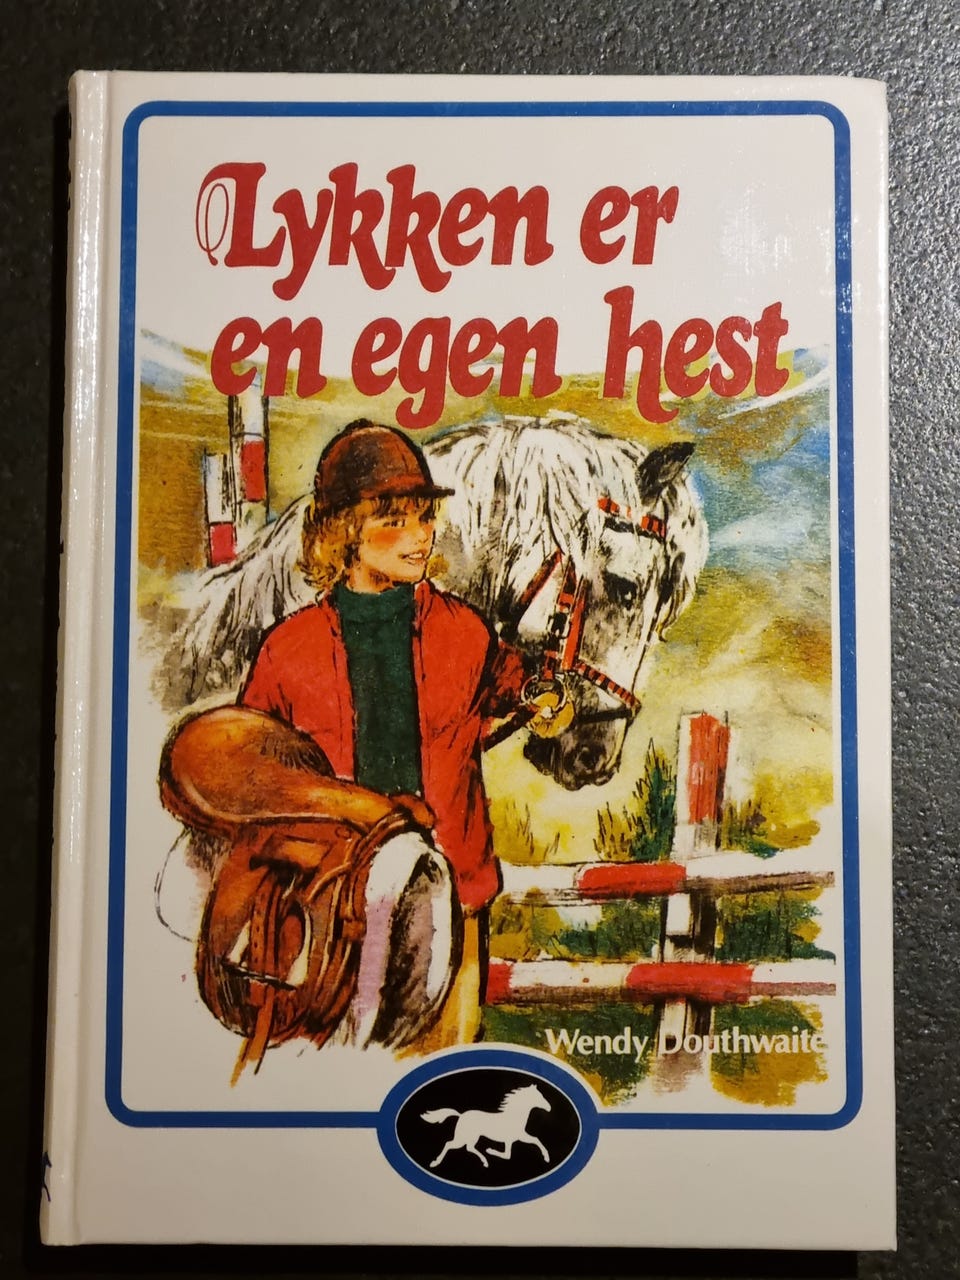 Lykken er
en egen hest
Wendy Douthwaite